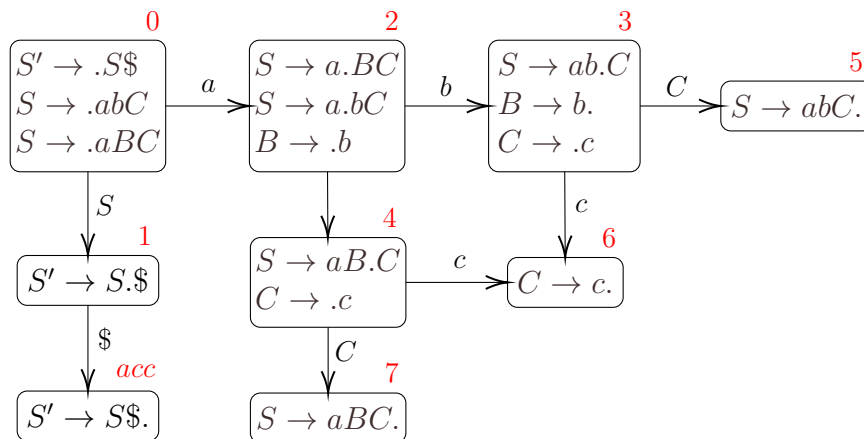 0
S′ → .S$
S → .abC
S → .aBC
a
2
S → a.BC
S → a.bC
B → .b
b
3
S → ab.C
B → b.
C → .c
C
5
S → abC.
S
1
S′ → S.$
4
S → aB.C
C → .c
c
c
6
C → c.
$
acc
S′ → S$.
C
7
S → aBC.